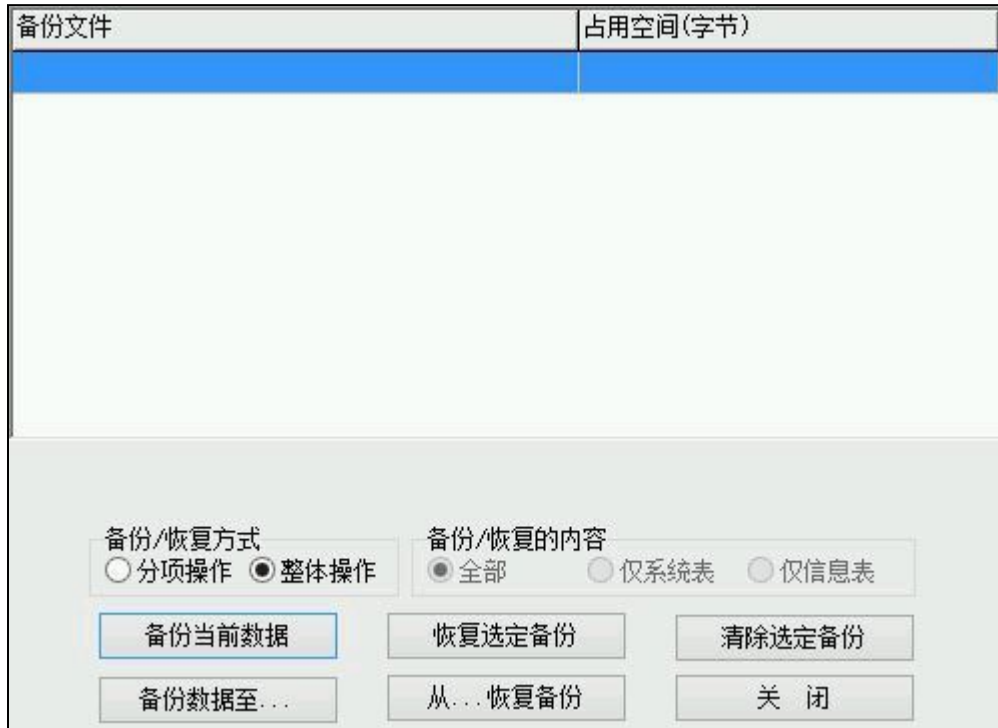 备份文件 占用空间(字节)
备份/恢复方式 备份/恢复的内容
分项操作 整体操作 全部 仅系统表 仅信息表
备份当前数据 恢复选定备份 清除选定备份
备份数据至... 从...恢复备份 关 闭